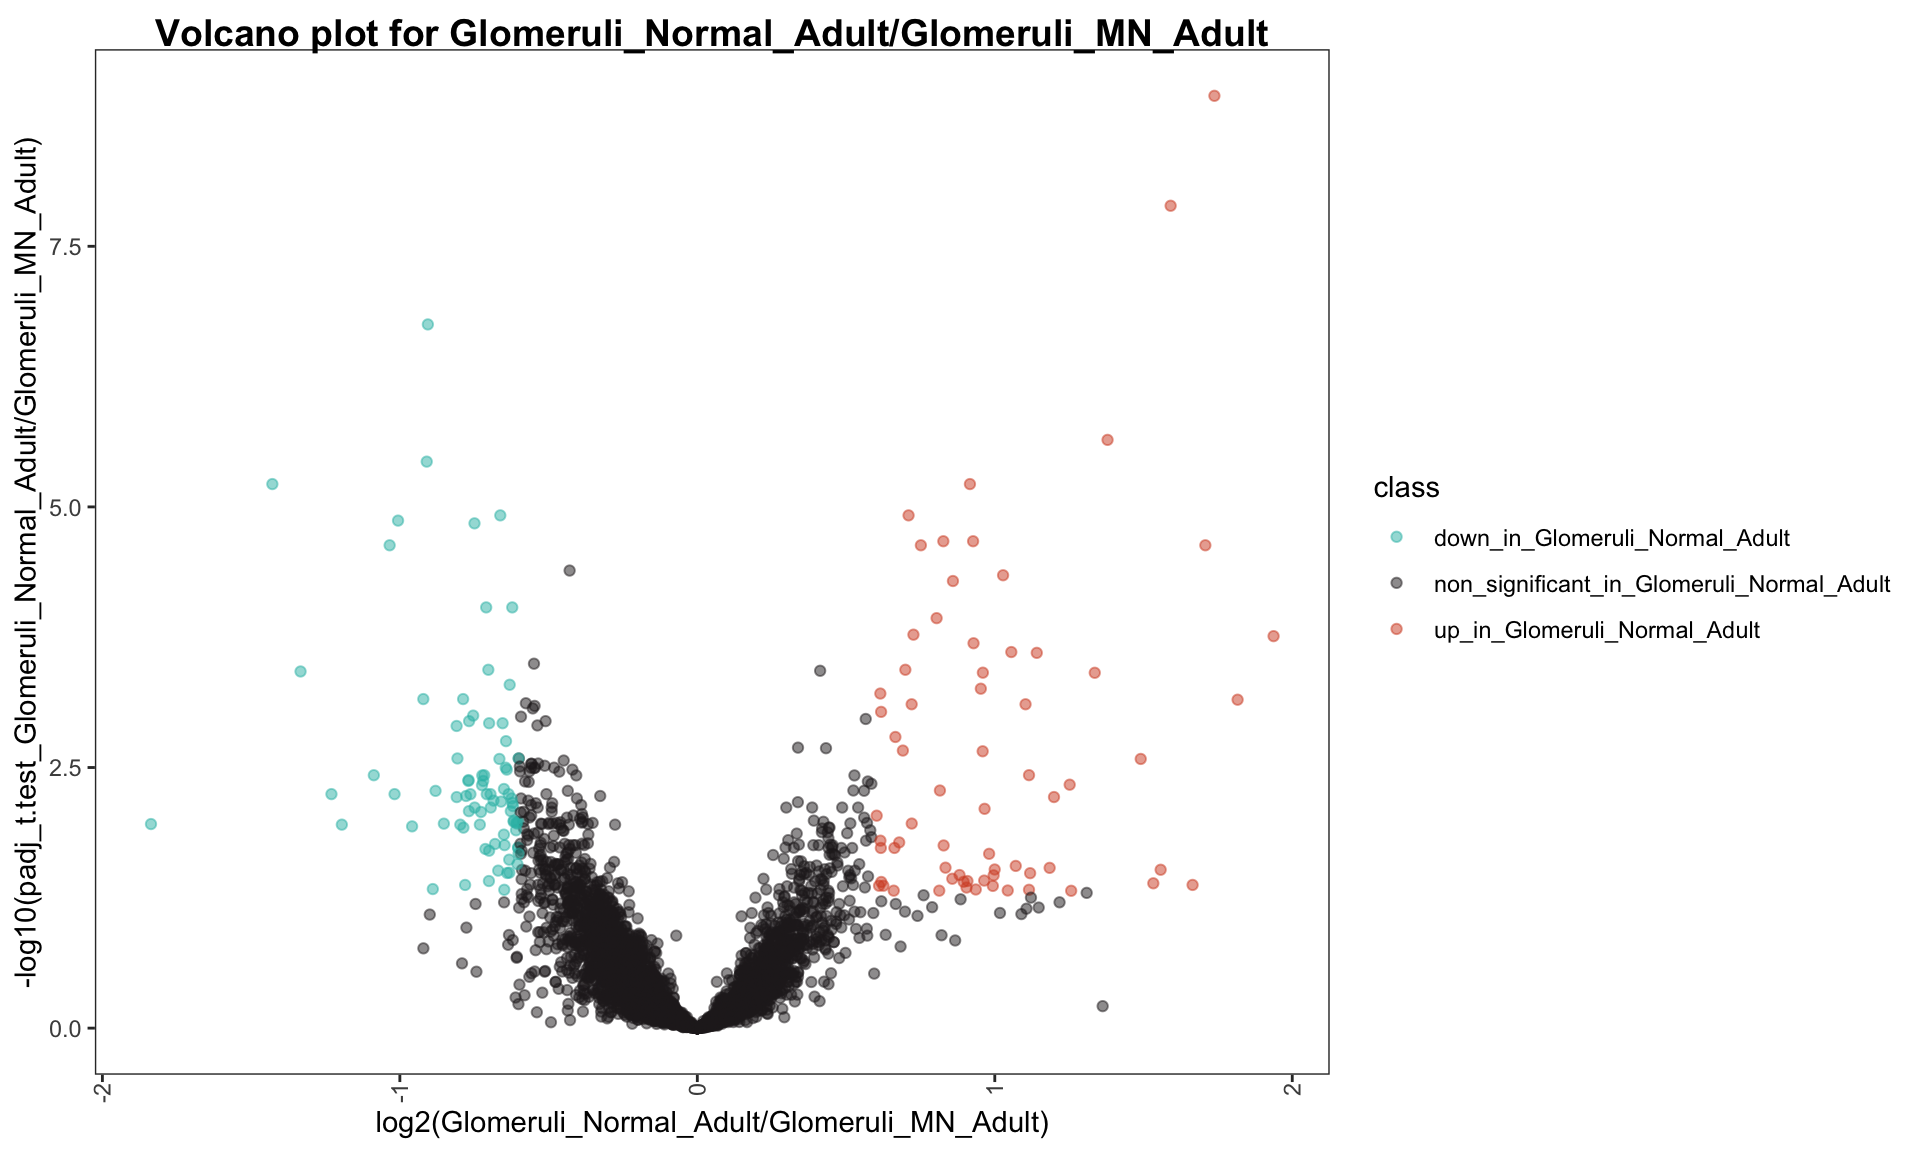 Volcano plot for Glomeruli_Normal_Adult/Glomeruli_MN_Adult
-log10(padj_t.test_Glomeruli_Normal_Adult/Glomeruli_MN_Adult)
7.5
5.0
2.5
0.0
-2
-1
0
1
2
log2(Glomeruli_Normal_Adult/Glomeruli_MN_Adult)
class
down_in_Glomeruli_Normal_Adult
non_significant_in_Glomeruli_Normal_Adult
up_in_Glomeruli_Normal_Adult